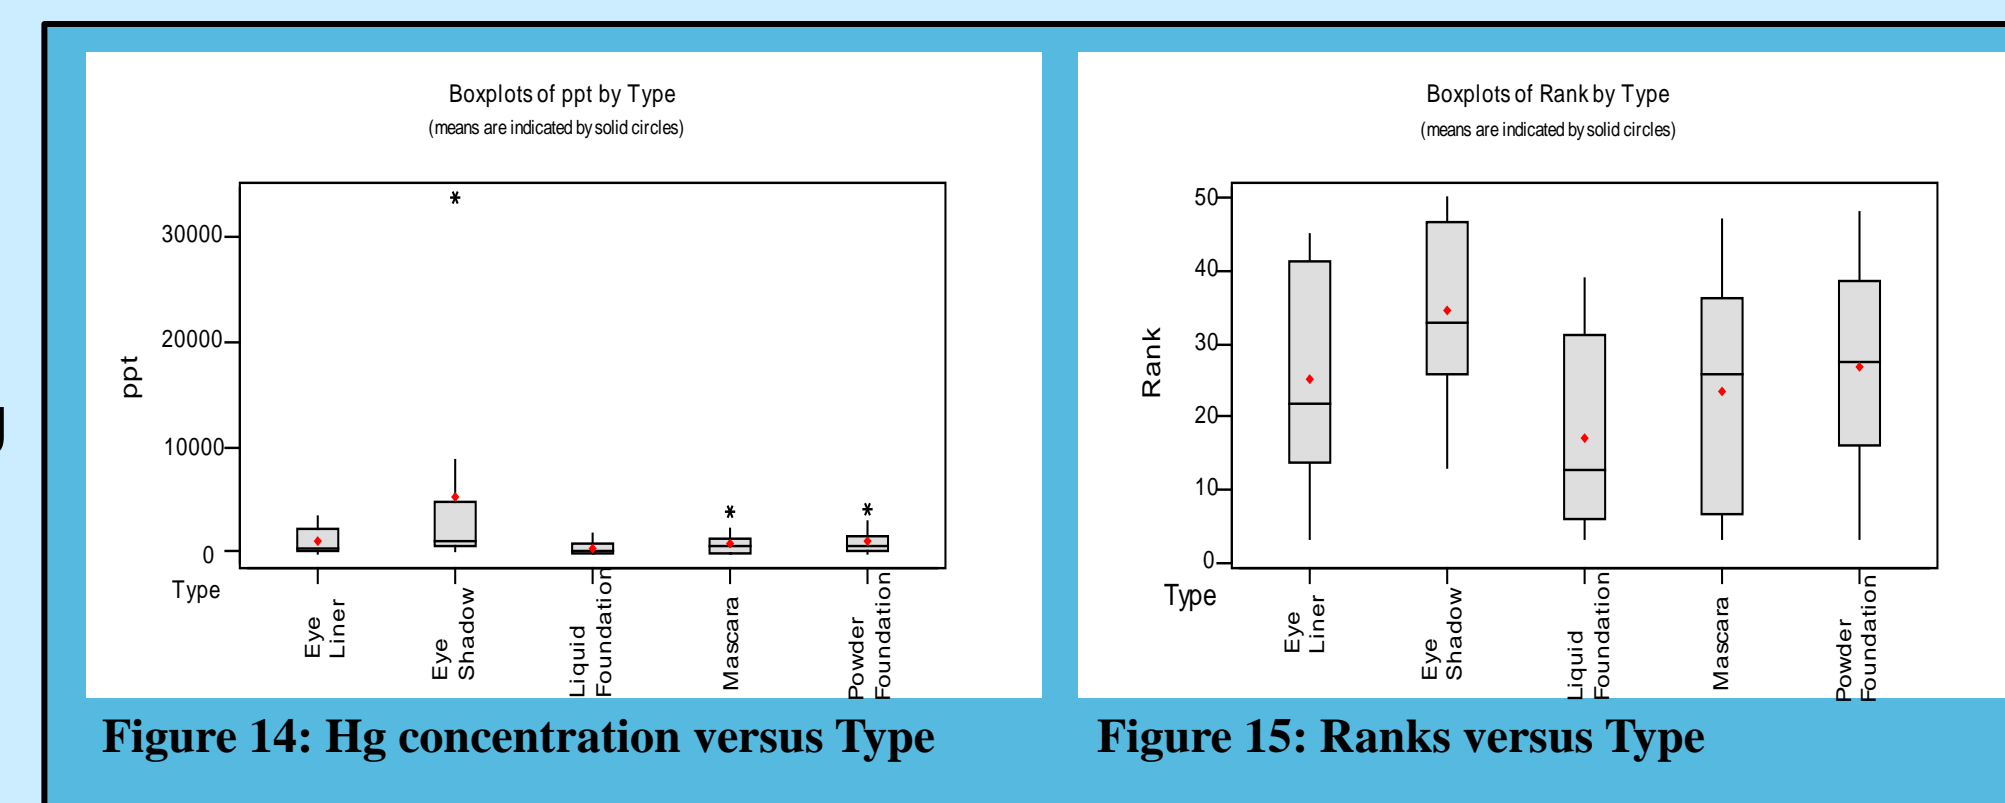 Boxplots of ppt by Type
(means are indicated by solid circles)
30000
20000
10000
0
ppt
Type
Eye
Liner
Eye
Shadow
Liquid
Foundation
Mascara
Powder
Foundation
*
*
*
Figure 14: Hg concentration versus Type
Boxplots of Rank by Type
(means are indicated by solid circles)
50
40
30
20
10
0
Rank
Type
Eye
Liner
Eye
Shadow
Liquid
Foundation
Mascara
Powder
Foundation
Figure 15: Ranks versus Type